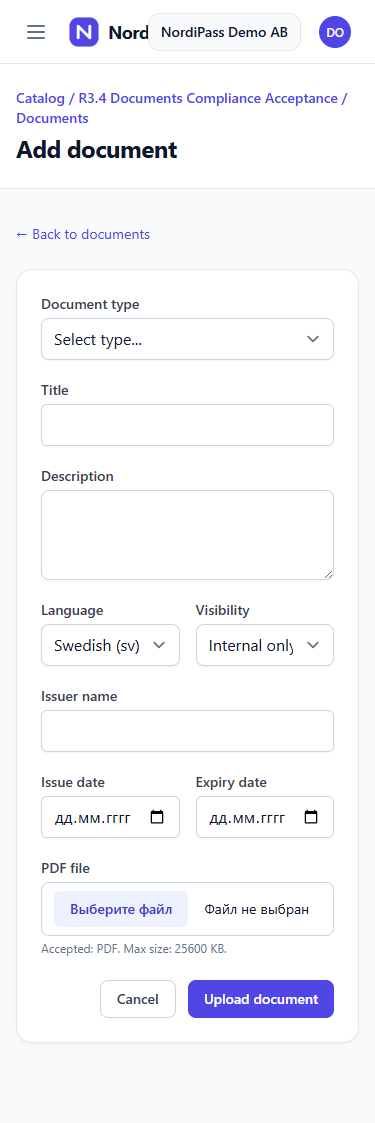 Nord
NordiPass Demo AB
DO
Catalog / R3.4 Documents Compliance Acceptance /
Documents
Add document
← Back to documents
Document type
Select type...
Title
Description
Language
Visibility
Swedish (sv)
Internal only
Issuer name
Issue date
Expiry date
дд.мм.гггг
дд.мм.гггг
PDF file
Выберите файл
Файл не выбран
Accepted: PDF. Max size: 25600 KB.
Cancel
Upload document